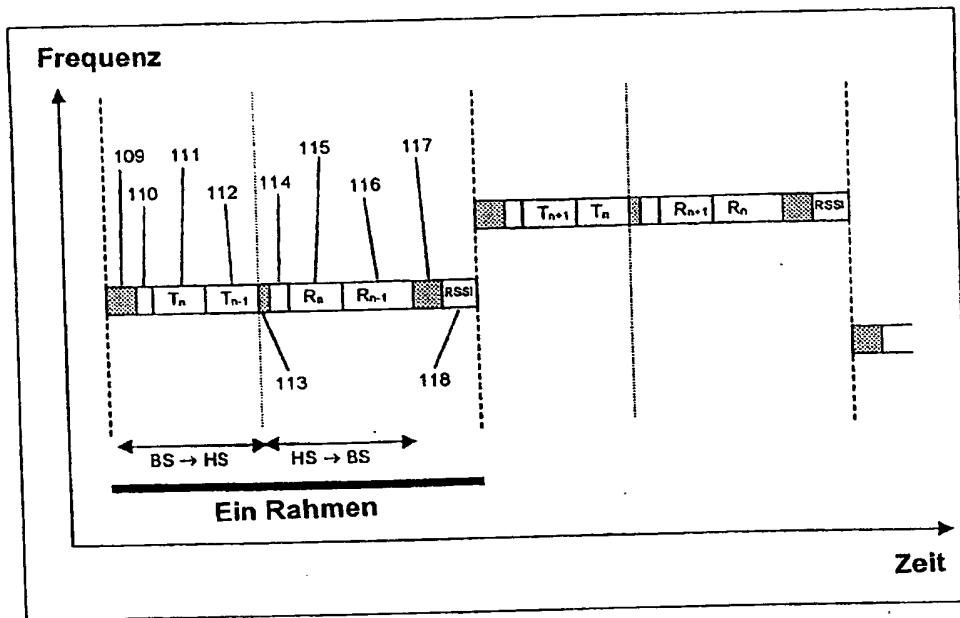 Frequenz
109 111 112 114 115 116 117
110
Tₙ₊₁ Tₙ Rₙ₊₁ Rₙ RSSI
Tₙ Tₙ₋₁ Rₙ Rₙ₋₁ RSSI
113 118
BS → HS HS → BS
Ein Rahmen
Zeit